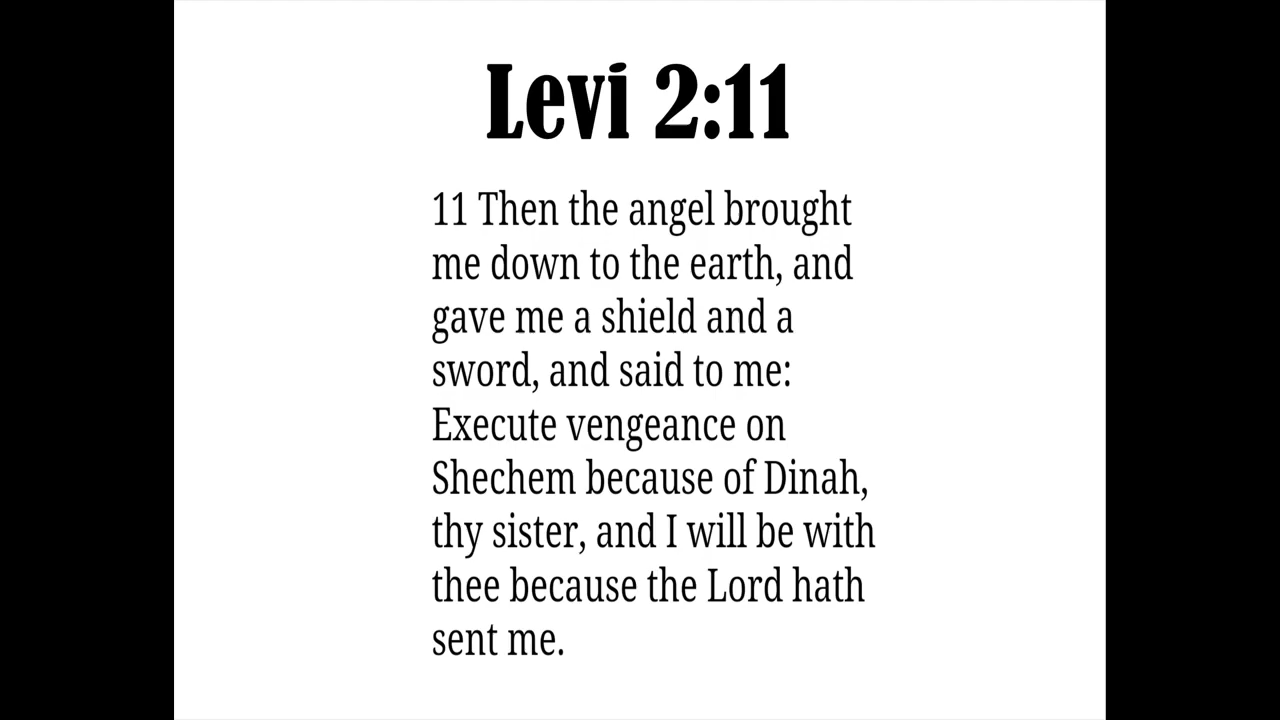 Levi 2:11
11 Then the angel brought
me down to the earth, and
gave me a shield and a
sword, and said to me:
Execute vengeance on
Shechem because of Dinah,
thy sister, and I will be with
thee because the Lord hath
sent me.